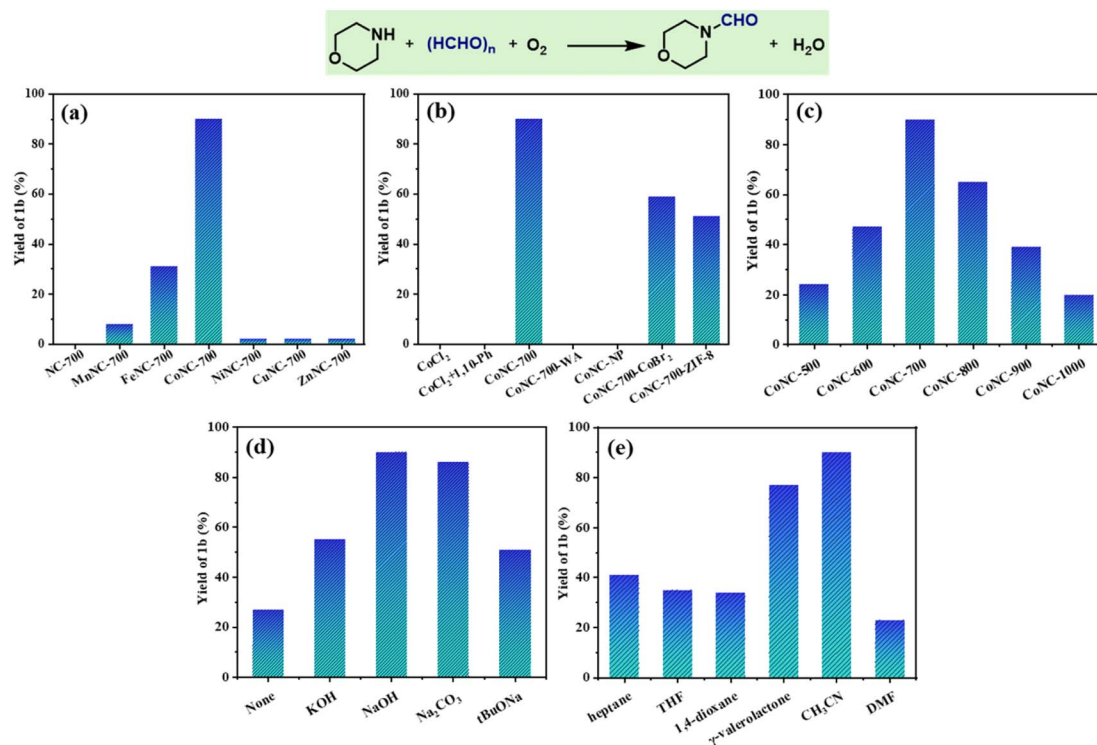 NH + (HCHO)n + O₂ N CHO + H₂O
O O
(a)
Yield of 1b (%)
100
80
60
40
20
0
NC-700 MnNC-700 FeNC-700 CoNC-700 NiNC-700 CuNC-700 ZnNC-700
(b)
Yield of 1b (%)
100
80
60
40
20
0
CoCl₂ CoCl₂+1,10-Ph CoNC-700 CoNC-700-WA CoNC-NP CoNC-700-CoBr₂ CoNC-700-ZIF-8
(c)
Yield of 1b (%)
100
80
60
40
20
0
CoNC-500 CoNC-600 CoNC-700 CoNC-800 CoNC-900 CoNC-1000
(d)
Yield of 1b (%)
100
80
60
40
20
0
None KOH NaOH Na₂CO₃ tBuONa
(e)
Yield of 1b (%)
100
80
60
40
20
0
heptane THF 1,4-dioxane γ-valerolactone CH₃CN DMF